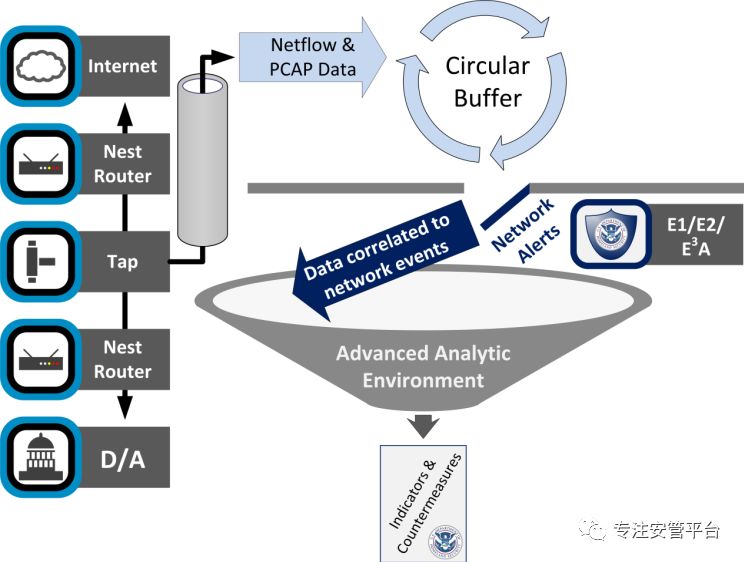 Internet
Nest
Router
Tap
Nest
Router
D/A
Netflow &
PCAP Data
Circular
Buffer
Data correlated to
network events
Network
Alerts
E1/E2/
E³A
Advanced Analytic
Environment
Indicators &
Countermeasures
专注安管平台